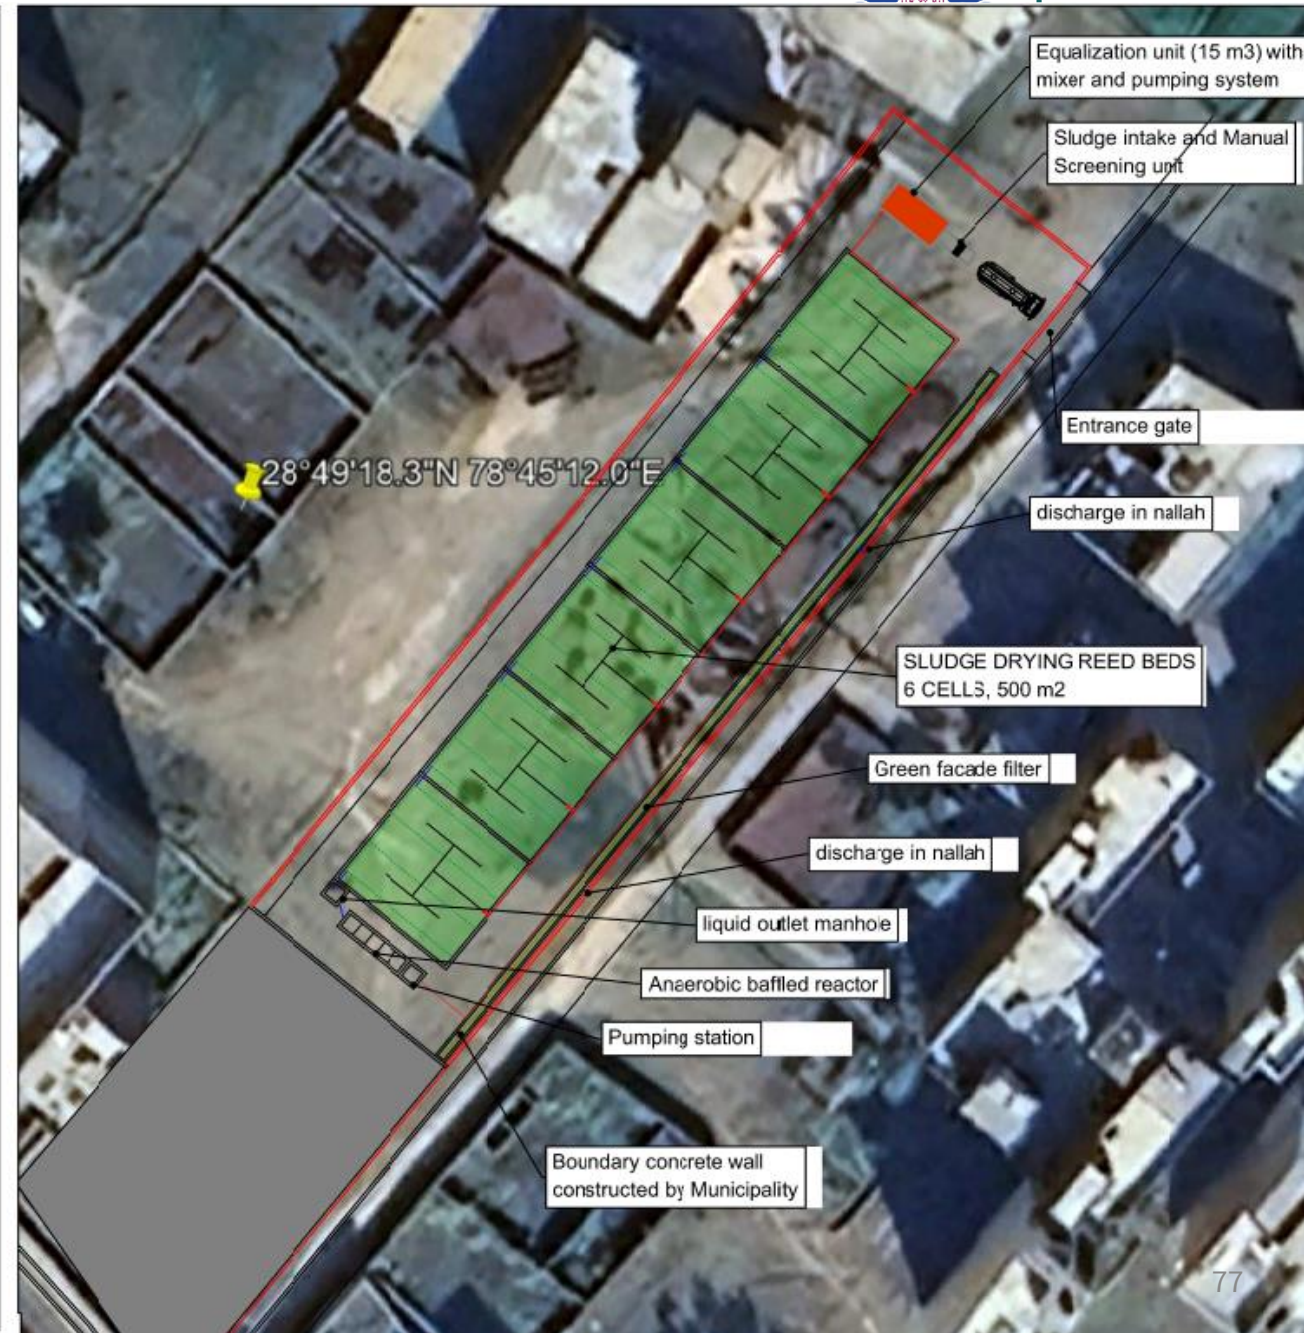 Equalization unit (15 m3) with
mixer and pumping system
Sludge intake and Manual
Screening unit
28°49'18.3"N 78°45'12.0"E
Entrance gate
discharge in nallah
SLUDGE DRYING REED BEDS
6 CELLS, 500 m2
Green facade filter
discharge in nallah
liquid outlet manhole
Anaerobic baffled reactor
Pumping station
Boundary concrete wall
constructed by Municipality
77